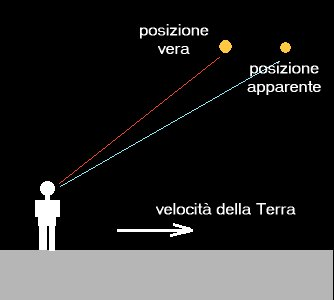 posizione
vera
posizione
apparente
velocità della Terra